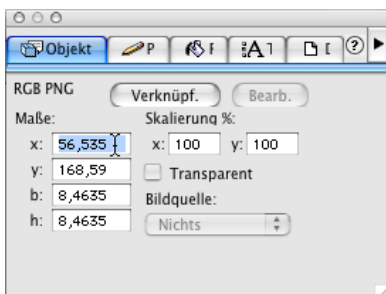 Objekt P F A1 D [ ?
RGB PNG Verknüpf. Bearb.
Maße: Skalierung %:
x: 56,535 x: 100 y: 100
y: 168,59 Transparent
b: 8,4635 Bildquelle:
h: 8,4635 Nichts